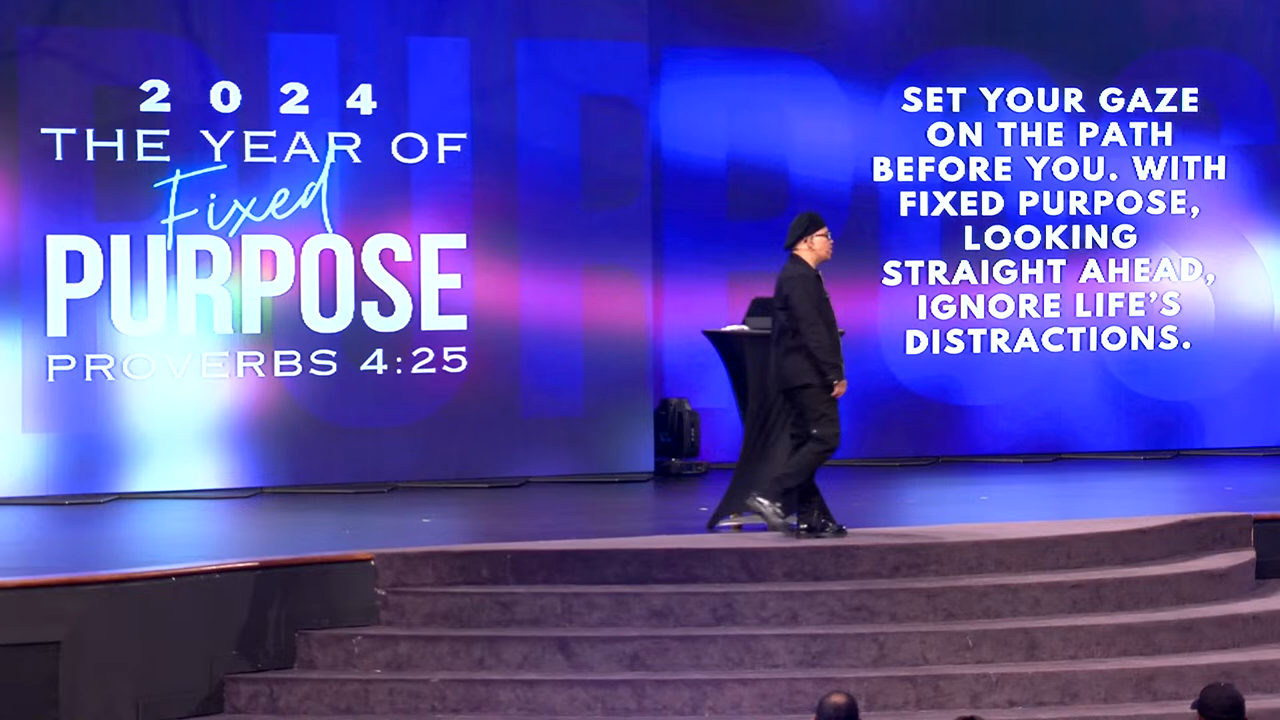 2024
THE YEAR OF
Fixed
PURPOSE
PROVERBS 4:25
SET YOUR GAZE
ON THE PATH
BEFORE YOU. WITH
FIXED PURPOSE,
LOOKING
STRAIGHT AHEAD,
IGNORE LIFE'S
DISTRACTIONS.